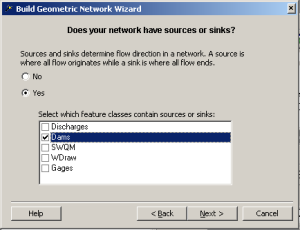 Build Geometric Network Wizard
Does your network have sources or sinks?
Sources and sinks determine flow direction in a network. A source is
where all flow originates while a sink is where all flow ends.
No
Yes
Select which feature classes contain sources or sinks:
Discharges
Dams
SWQM
WDraw
Gages
Help
< Back
Next >
Cancel